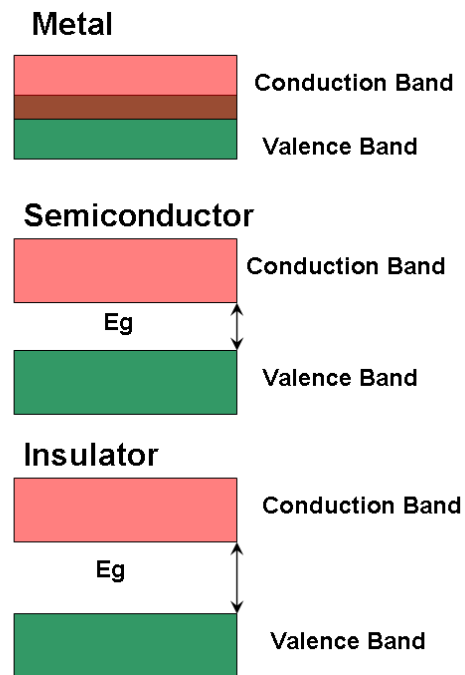 Metal
Conduction Band
Valence Band
Semiconductor
Conduction Band
Eg
Valence Band
Insulator
Conduction Band
Eg
Valence Band